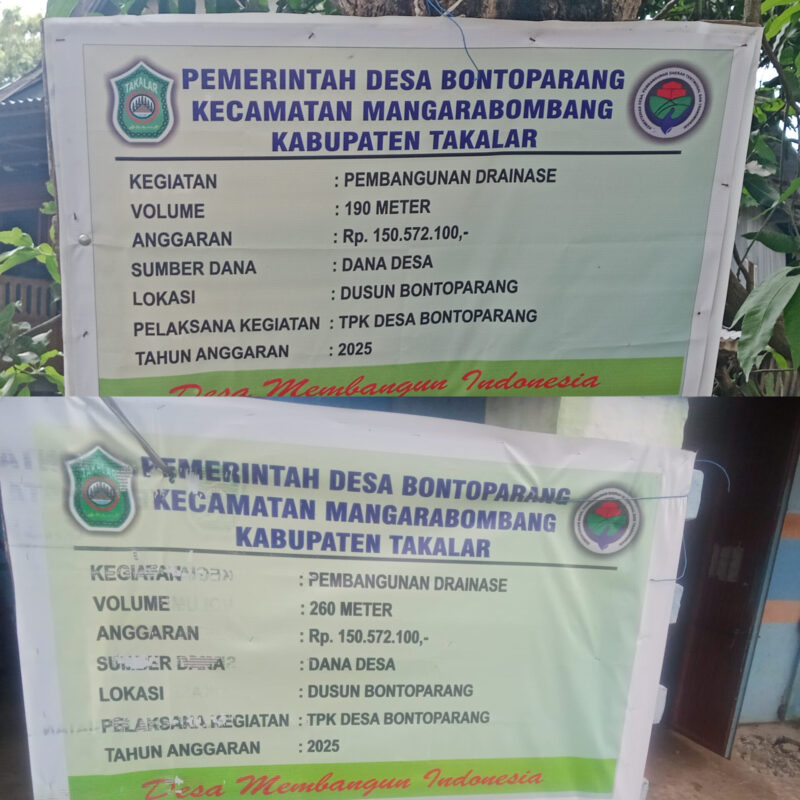 TAKALAR
PEMERINTAH DESA BONTOPARANG
KECAMATAN MANGARABOMBANG
KABUPATEN TAKALAR
KEGIATAN : PEMBANGUNAN DRAINASE
VOLUME : 190 METER
ANGGARAN : Rp. 150.572.100,-
SUMBER DANA : DANA DESA
LOKASI : DUSUN BONTOPARANG
PELAKSANA KEGIATAN : TPK DESA BONTOPARANG
TAHUN ANGGARAN : 2025
Desa Membangun Indonesia
TAKALAR
PEMERINTAH DESA BONTOPARANG
KECAMATAN MANGARABOMBANG
KABUPATEN TAKALAR
KEGIATAN : PEMBANGUNAN DRAINASE
VOLUME : 260 METER
ANGGARAN : Rp. 150.572.100,-
SUMBER DANA : DANA DESA
LOKASI : DUSUN BONTOPARANG
PELAKSANA KEGIATAN : TPK DESA BONTOPARANG
TAHUN ANGGARAN : 2025
Desa Membangun Indonesia